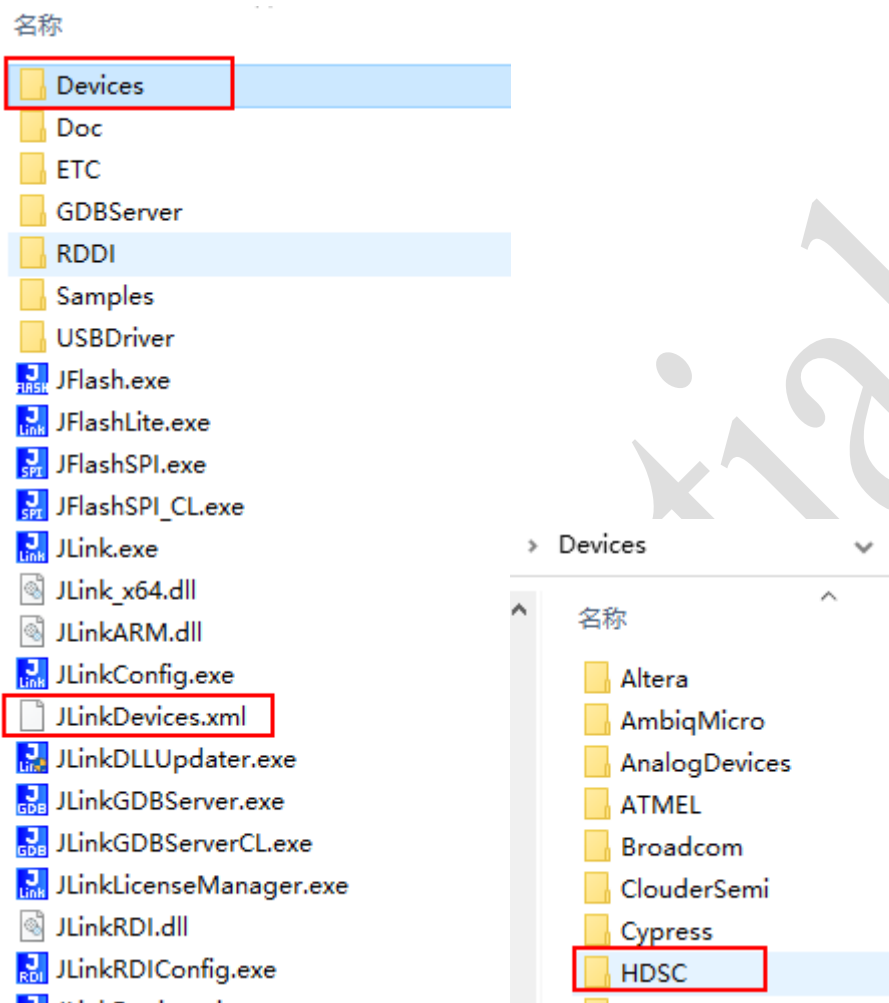 名称
Devices
Doc
ETC
GDBServer
RDDI
Samples
USBDriver
JFlash.exe
JFlashLite.exe
JFlashSPI.exe
JFlashSPI_CL.exe
JLink.exe
JLink_x64.dll
JLinkARM.dll
JLinkConfig.exe
JLinkDevices.xml
JLinkDLLUpdater.exe
JLinkGDBServer.exe
JLinkGDBServerCL.exe
JLinkLicenseManager.exe
JLinkRDI.dll
JLinkRDIConfig.exe
Devices
名称
Altera
AmbiqMicro
AnalogDevices
ATMEL
Broadcom
ClouderSemi
Cypress
HDSC